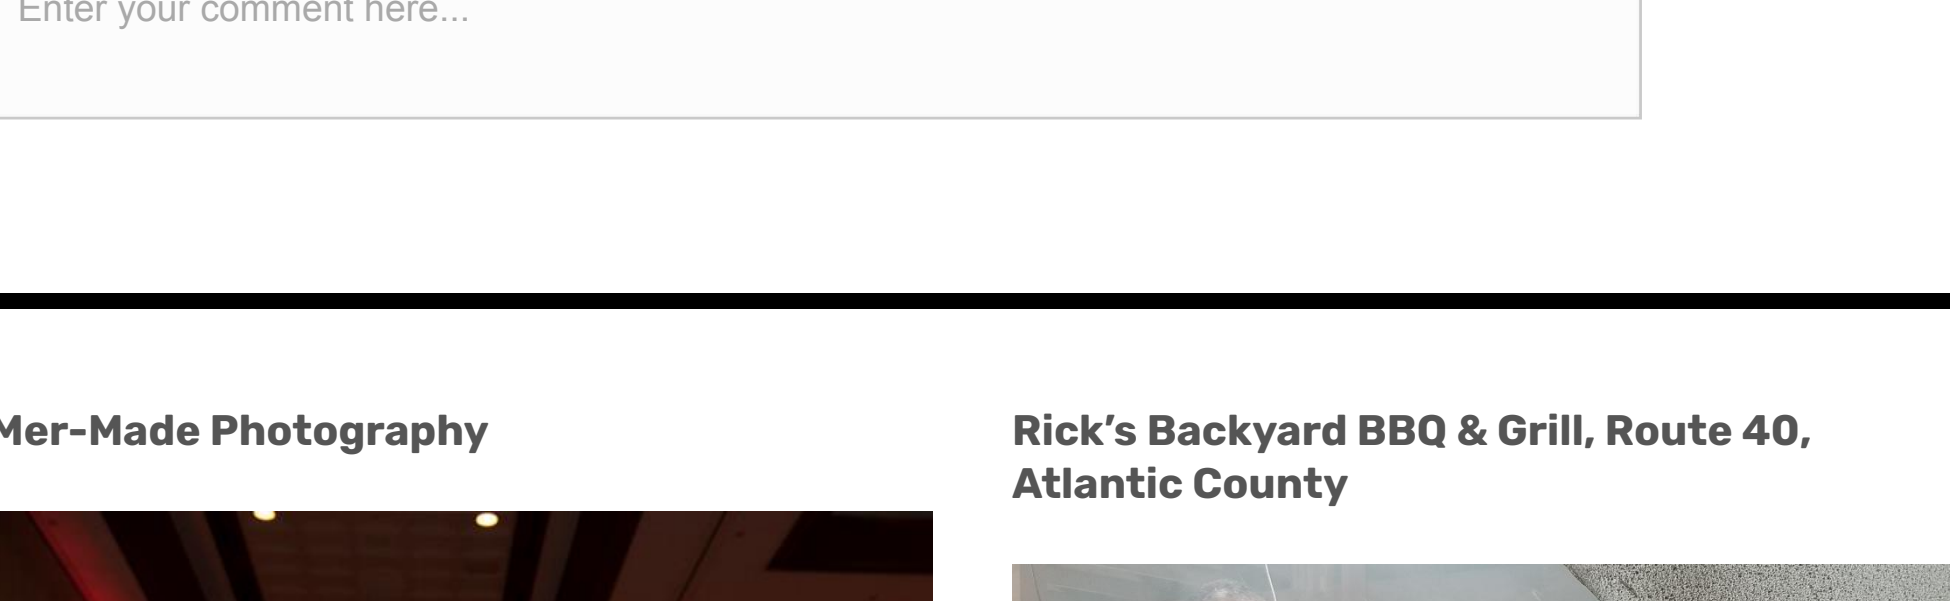 Enter your comment here...
Mer-Made Photography
Rick’s Backyard BBQ & Grill, Route 40,
Atlantic County